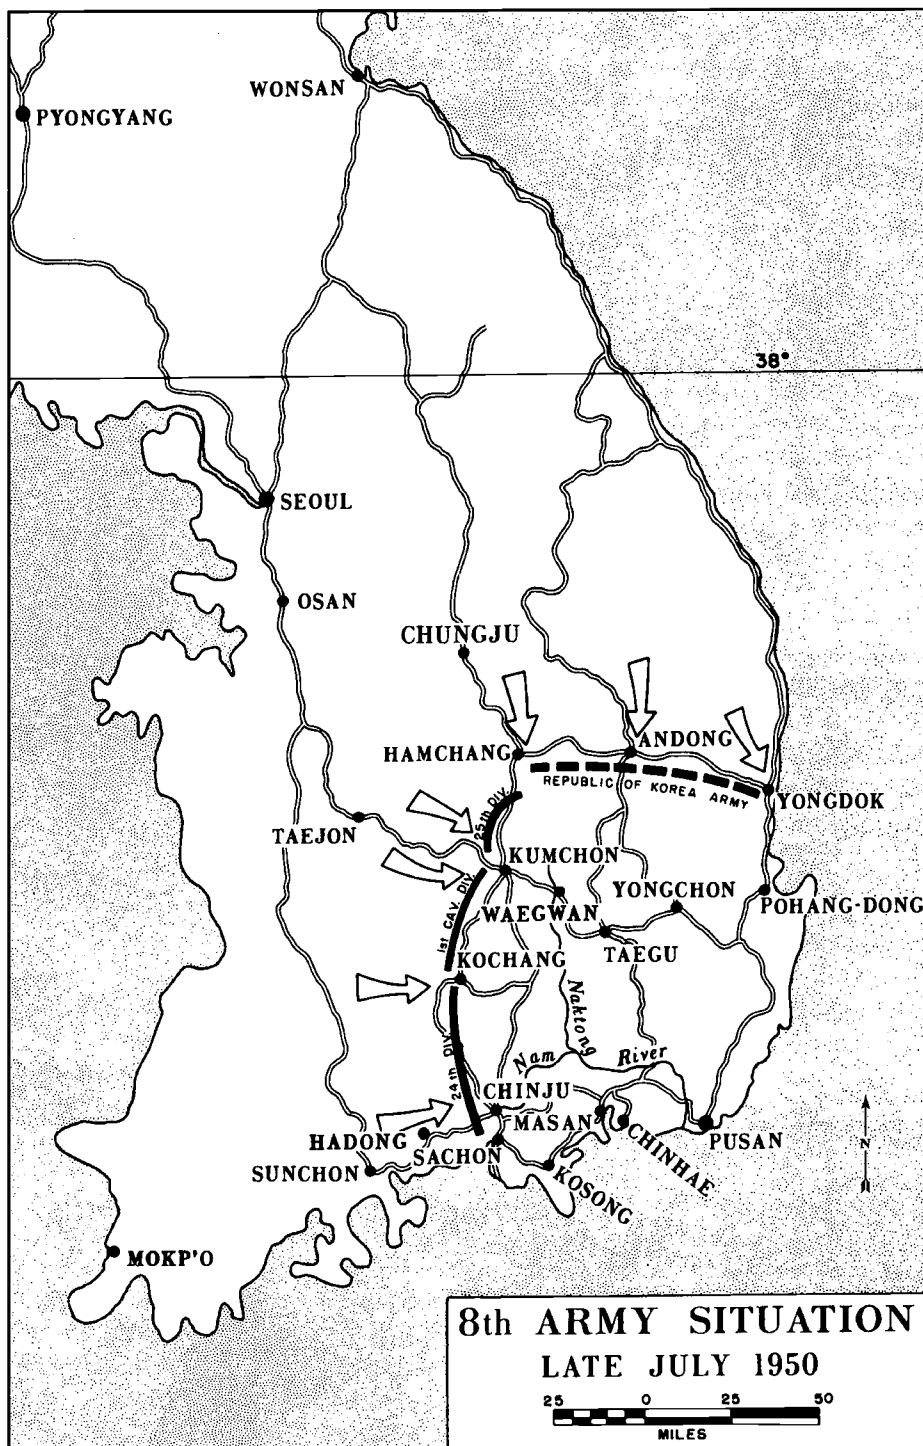 WONSAN
PYONGYANG
38°
SEOUL
OSAN
CHUNGJU
HAMCHANG
ANDONG
REPUBLIC OF KOREA ARMY
YONGDOK
25th DIV.
TAEJON
KUMCHON
1st CAV. DIV.
WAEGWAN
YONGCHON
POHANG-DONG
TAEGU
KOCHANG
Naktong
24th DIV.
Nam River
CHINJU
MASAN
HADONG
SACHON
CHINHAE
PUSAN
N
SUNCHON
KOSONG
MOKP'O
8th ARMY SITUATION
LATE JULY 1950
25 0 25 50
MILES